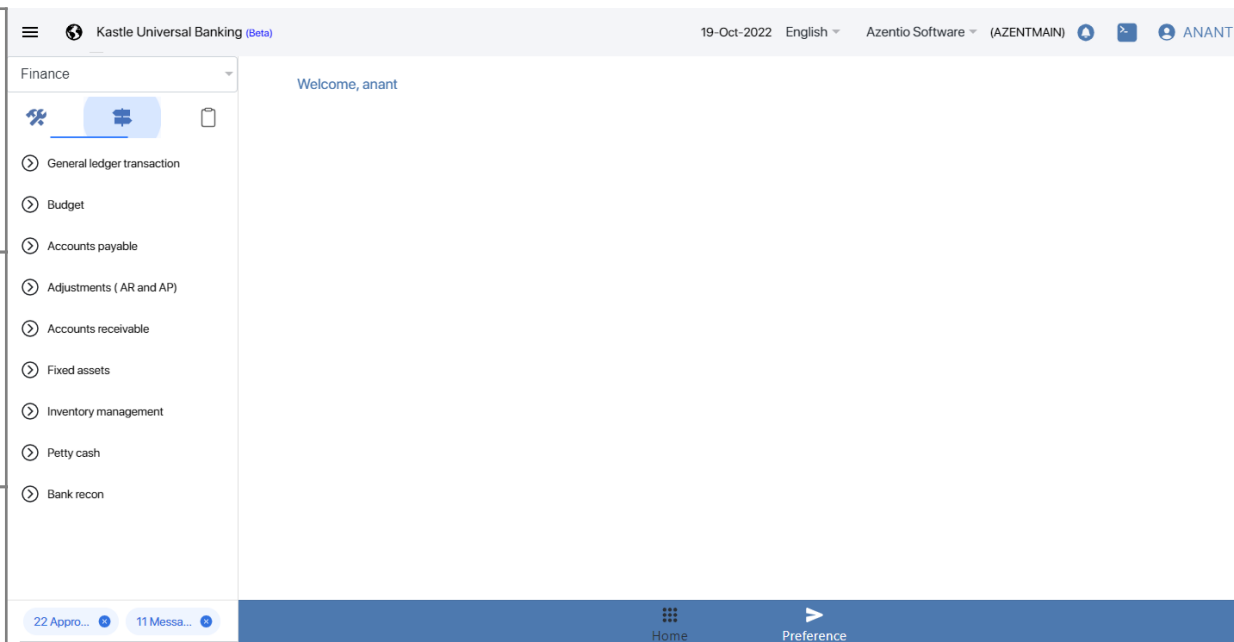 Kastle Universal Banking (Beta) 19-Oct-2022 English Azentio Software (AZENTMAIN) ANANT
Finance
Welcome, anant
General ledger transaction
Budget
Accounts payable
Adjustments ( AR and AP)
Accounts receivable
Fixed assets
Inventory management
Petty cash
Bank recon
22 Appro... 11 Messa...
Home Preference